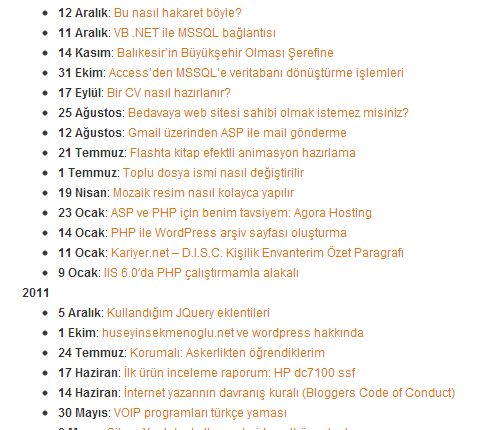 12 Aralık: Bu nasıl hakaret böyle?
11 Aralık: VB .NET ile MSSQL bağlantısı
14 Kasım: Balıkesir'in Büyükşehir Olması Şerefine
31 Ekim: Access'den MSSQL'e veritabanı dönüştürme işlemleri
17 Eylül: Bir CV nasıl hazırlanır?
25 Ağustos: Bedavaya web sitesi sahibi olmak istemez misiniz?
12 Ağustos: Gmail üzerinden ASP ile mail gönderme
21 Temmuz: Flashta kitap efektli animasyon hazırlama
1 Temmuz: Toplu dosya ismi nasıl değiştirilir
19 Nisan: Mozaik resim nasıl kolayca yapılır
23 Ocak: ASP ve PHP için benim tavsiyem: Agora Hosting
14 Ocak: PHP ile WordPress arşiv sayfası oluşturma
11 Ocak: Kariyer.net – D.I.S.C. Kişilik Envanterim Özet Paragrafı
9 Ocak: IIS 6.0'da PHP çalıştırmamla alakalı
2011
5 Aralık: Kullandığım JQuery eklentileri
1 Ekim: huseyinsekmenoglu.net ve wordpress hakkında
24 Temmuz: Korumalı: Askerlikten öğrendiklerim
17 Haziran: İlk ürün inceleme raporum: HP dc7100 ssf
14 Haziran: İnternet yazarının davranış kuralı (Bloggers Code of Conduct)
30 Mayıs: VOIP programları türkçe yaması